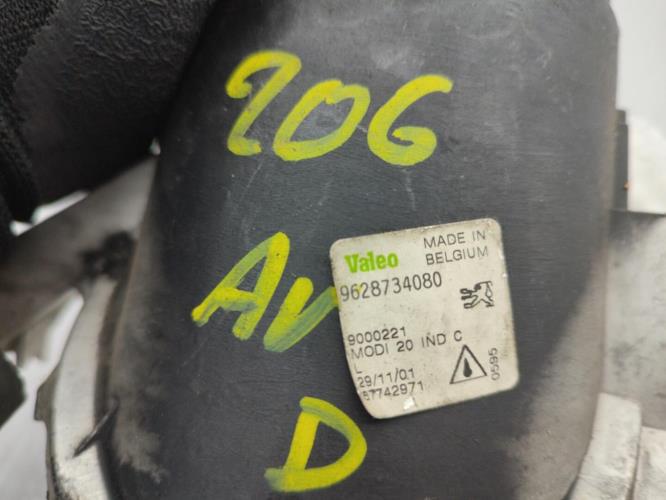 206
AV
D
Valeo
MADE IN
BELGIUM
9628734080
9000221
MODI 20 IND C
L
29/11/01
87742971
0595